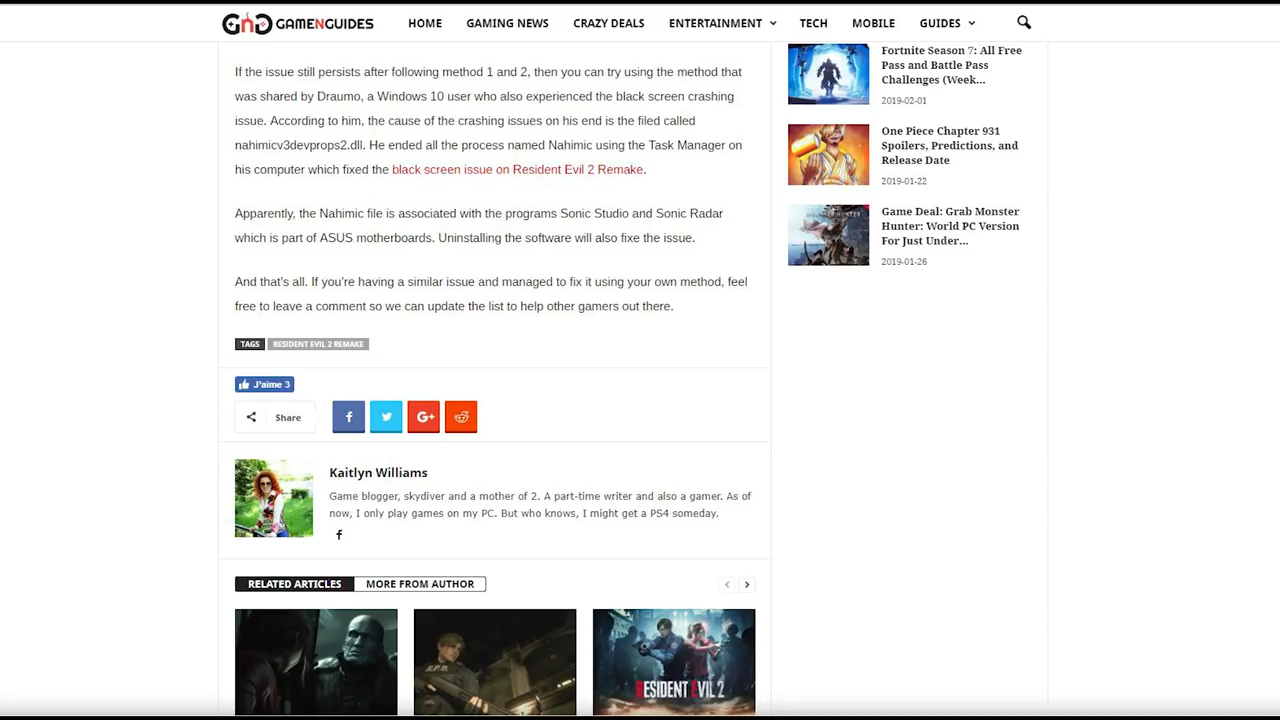 GAMENGUIDES
HOME
GAMING NEWS
CRAZY DEALS
ENTERTAINMENT
TECH
MOBILE
GUIDES
If the issue still persists after following method 1 and 2, then you can try using the method that
was shared by Draumo, a Windows 10 user who also experienced the black screen crashing
issue. According to him, the cause of the crashing issues on his end is the filed called
nahimicv3devprops2.dll. He ended all the process named Nahimic using the Task Manager on
his computer which fixed the black screen issue on Resident Evil 2 Remake.
Apparently, the Nahimic file is associated with the programs Sonic Studio and Sonic Radar
which is part of ASUS motherboards. Uninstalling the software will also fixe the issue.
And that's all. If you're having a similar issue and managed to fix it using your own method, feel
free to leave a comment so we can update the list to help other gamers out there.
TAGS
RESIDENT EVIL 2 REMAKE
J'aime 3
Share
Kaitlyn Williams
Game blogger, skydiver and a mother of 2. A part-time writer and also a gamer. As of
now, I only play games on my PC. But who knows, I might get a PS4 someday.
RELATED ARTICLES
MORE FROM AUTHOR
RESIDENT EVIL 2
Fortnite Season 7: All Free
Pass and Battle Pass
Challenges (Week...
2019-02-01
One Piece Chapter 931
Spoilers, Predictions, and
Release Date
2019-01-22
Game Deal: Grab Monster
Hunter: World PC Version
For Just Under...
2019-01-26